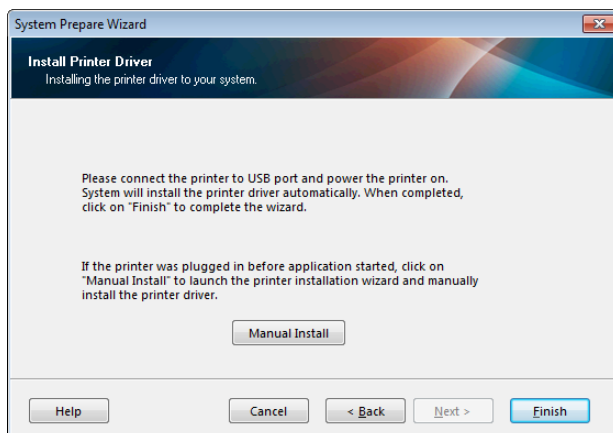 System Prepare Wizard
Install Printer Driver
Installing the printer driver to your system.
Please connect the printer to USB port and power the printer on.
System will install the printer driver automatically. When completed,
click on "Finish" to complete the wizard.
If the printer was plugged in before application started, click on
"Manual Install" to launch the printer installation wizard and manually
install the printer driver.
Manual Install
Help Cancel < Back Next > Finish